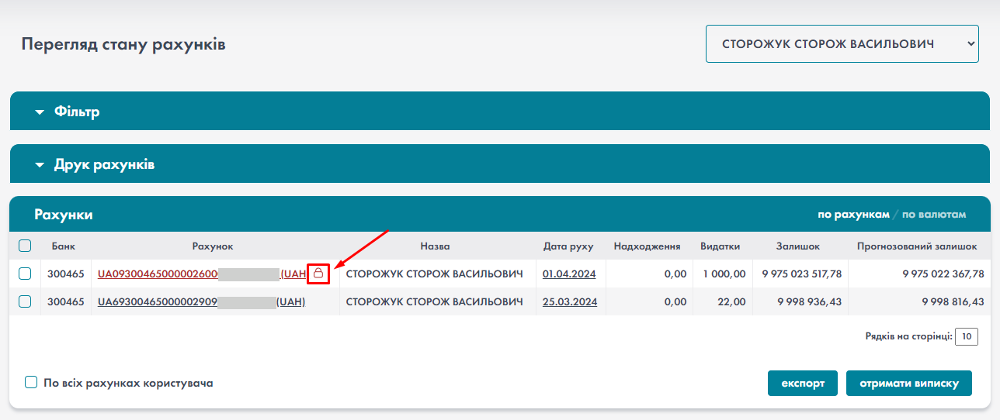 Перегляд стану рахунків
СТОРОЖУК СТОРОЖ ВАСИЛЬОВИЧ
Фільтр
Друк рахунків
Рахунки
по рахункам / по валютам
Банк Рахунок Назва Дата руху Надходження Видатки Залишок Прогнозований залишок
300465 UA093004650000026000 (UAH СТОРОЖУК СТОРОЖ ВАСИЛЬОВИЧ 01.04.2024 0,00 1 000,00 9 975 023 517,78 9 975 022 367,78
300465 UA693004650000002909 (UAH) СТОРОЖУК СТОРОЖ ВАСИЛЬОВИЧ 25.03.2024 0,00 22,00 9 998 936,43 9 998 816,43
Рядків на сторінці: 10
По всіх рахунках користувача
експорт
отримати виписку